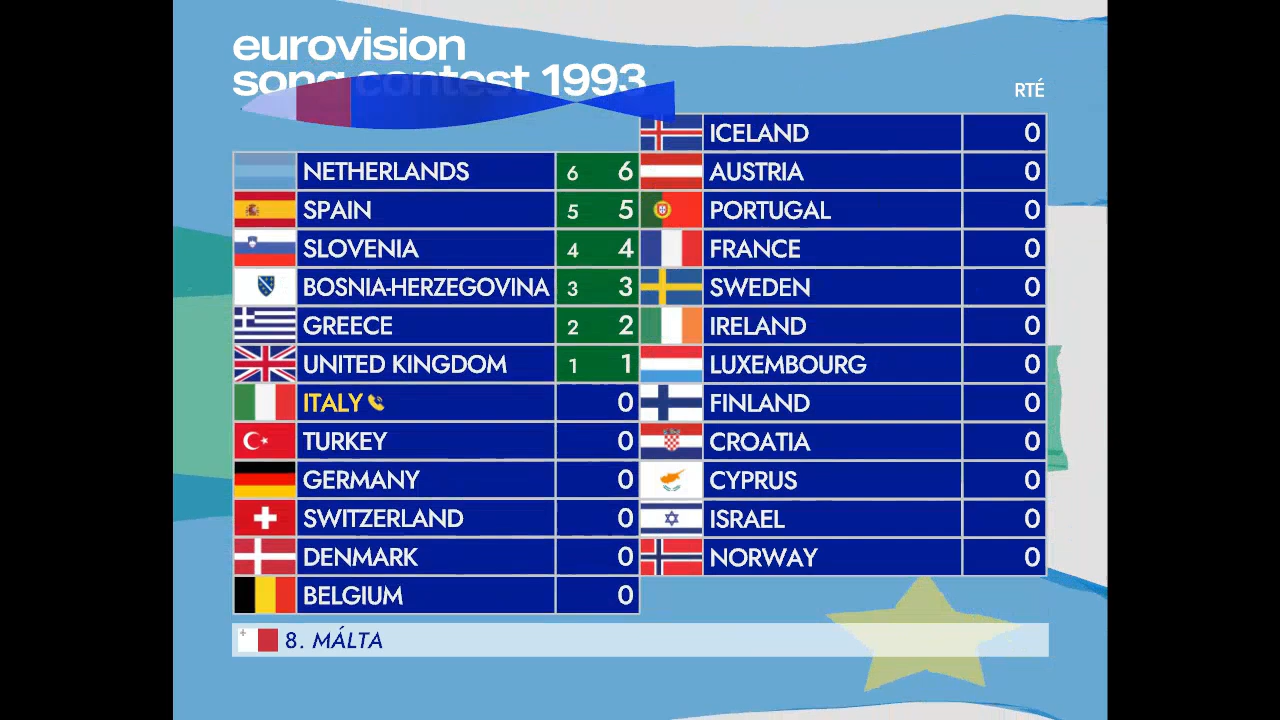 eurovision
song contest 1993
RTÉ
ICELAND 0
NETHERLANDS 6 6
AUSTRIA 0
SPAIN 5 5
PORTUGAL 0
SLOVENIA 4 4
FRANCE 0
BOSNIA-HERZEGOVINA 3 3
SWEDEN 0
GREECE 2 2
IRELAND 0
UNITED KINGDOM 1 1
LUXEMBOURG 0
ITALY 0
FINLAND 0
TURKEY 0
CROATIA 0
GERMANY 0
CYPRUS 0
SWITZERLAND 0
ISRAEL 0
DENMARK 0
NORWAY 0
BELGIUM 0
8. MÁLTA